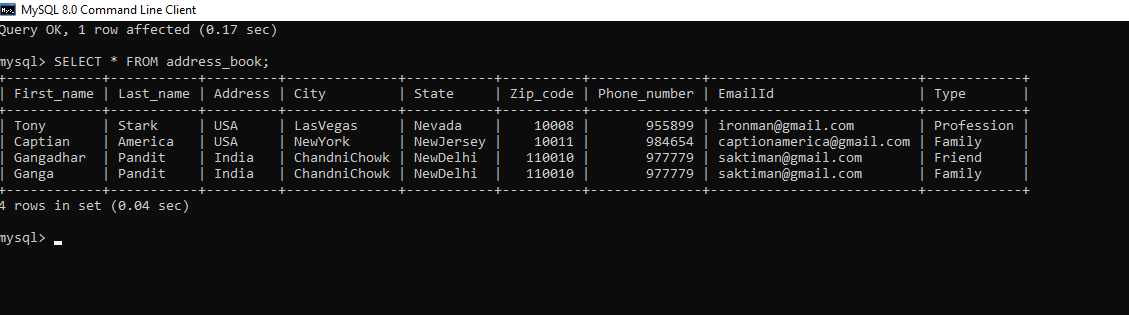 MySQL 8.0 Command Line Client
Query OK, 1 row affected (0.17 sec)
mysql> SELECT * FROM address_book;
+------------+-----------+---------+--------------+-----------+----------+--------------+--------------------------+------------+
| First_name | Last_name | Address | City         | State     | Zip_code | Phone_number | EmailId                  | Type       |
+------------+-----------+---------+--------------+-----------+----------+--------------+--------------------------+------------+
| Tony       | Stark     | USA     | LasVegas     | Nevada    |    10008 |       955899 | ironman@gmail.com        | Profession |
| Captian    | America   | USA     | NewYork      | NewJersey |    10011 |       984654 | captionamerica@gmail.com | Family     |
| Gangadhar  | Pandit    | India   | ChandniChowk | NewDelhi  |   110010 |       977779 | saktiman@gmail.com       | Friend     |
| Ganga      | Pandit    | India   | ChandniChowk | NewDelhi  |   110010 |       977779 | saktiman@gmail.com       | Family     |
+------------+-----------+---------+--------------+-----------+----------+--------------+--------------------------+------------+
4 rows in set (0.04 sec)
mysql>